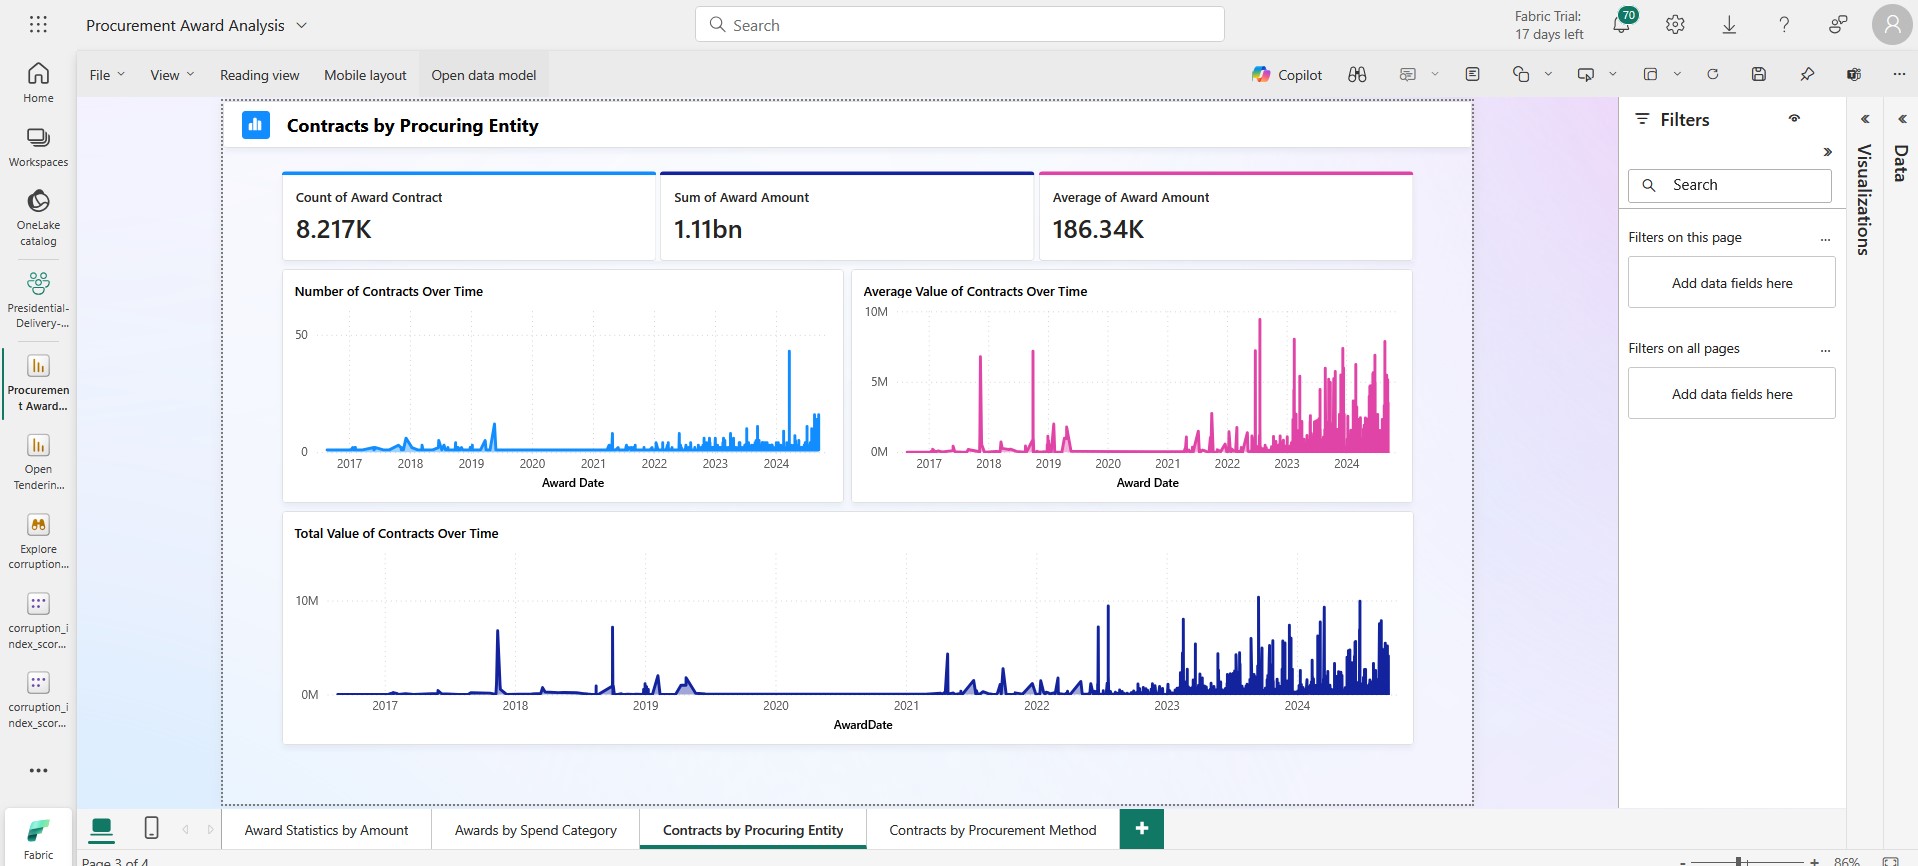 Procurement Award Analysis
Search
Fabric Trial:
17 days left
70
File
View
Reading view
Mobile layout
Open data model
Copilot
Home
Workspaces
OneLake
catalog
Presidential-
Delivery-...
Procuremen
t Award...
Open
Tenderin...
Explore
corruption...
corruption_i
ndex_scor...
corruption_i
ndex_scor...
Fabric
Contracts by Procuring Entity
Count of Award Contract
8.217K
Sum of Award Amount
1.11bn
Average of Award Amount
186.34K
Number of Contracts Over Time
50
0
2017 2018 2019 2020 2021 2022 2023 2024
Award Date
Average Value of Contracts Over Time
10M
5M
0M
2017 2018 2019 2020 2021 2022 2023 2024
Award Date
Total Value of Contracts Over Time
10M
0M
2017 2018 2019 2020 2021 2022 2023 2024
AwardDate
Filters
Search
Filters on this page
Add data fields here
Filters on all pages
Add data fields here
Visualizations
Data
Award Statistics by Amount
Awards by Spend Category
Contracts by Procuring Entity
Contracts by Procurement Method
Page 3 of 4
86%